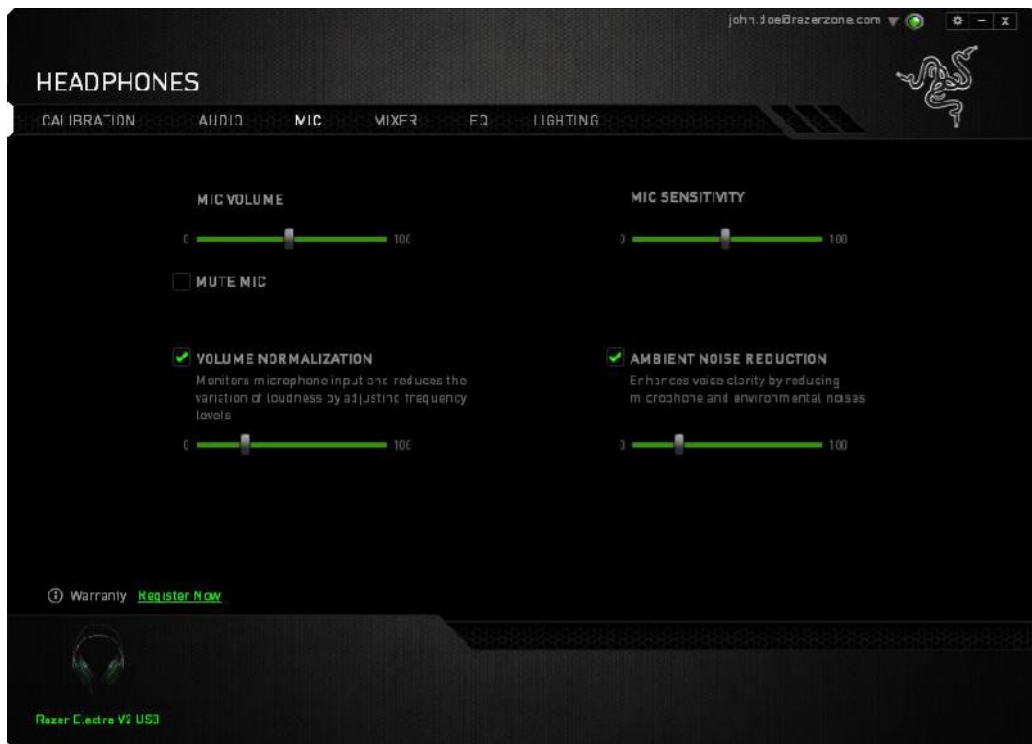 john.doe@razerzone.com
HEADPHONES
CALIBRATION AUDIO MIC MIXER EQ LIGHTING
MIC VOLUME
0 100
MUTE MIC
MIC SENSITIVITY
0 100
VOLUME NORMALIZATION
Monitors microphone input and reduces the
variation of loudness by adjusting frequency
levels
0 100
AMBIENT NOISE REDUCTION
Enhances voice clarity by reducing
microphone and environmental noises
0 100
Warranty Register Now
Razer Electra V2 USB